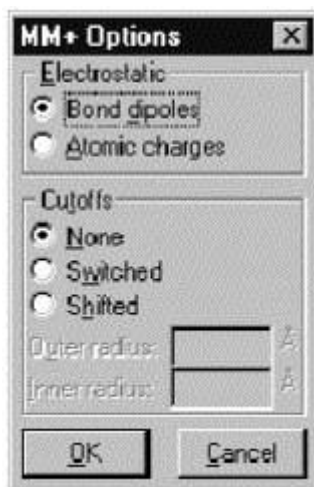 MM+ Options
Electrostatic
Bond dipoles
Atomic charges
Cutoffs
None
Switched
Shifted
Outer radius: Å
Inner radius: Å
OK Cancel